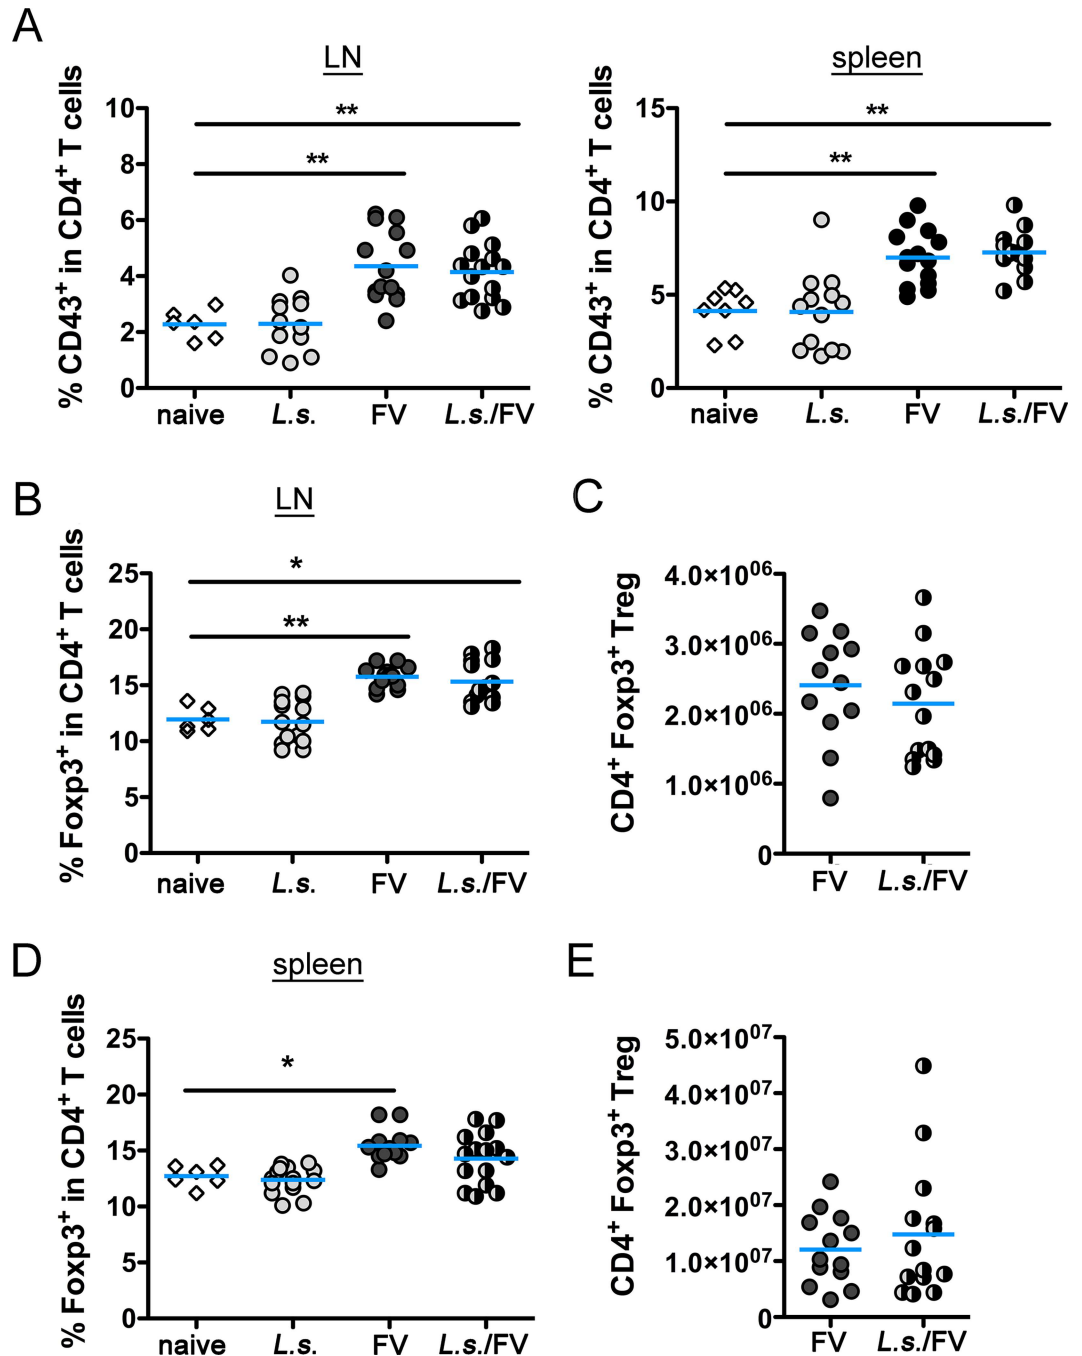 A
LN
spleen
% CD43⁺ in CD4⁺ T cells
10
8
6
4
2
0
**
**
naive
L.s.
FV
L.s./FV
% CD43⁺ in CD4⁺ T cells
15
10
5
0
**
**
naive
L.s.
FV
L.s./FV
B
LN
% Foxp3⁺ in CD4⁺ T cells
25
20
15
10
5
0
*
**
naive
L.s.
FV
L.s./FV
C
CD4⁺ Foxp3⁺ Treg
4.0×10⁰⁶
3.0×10⁰⁶
2.0×10⁰⁶
1.0×10⁰⁶
0
FV
L.s./FV
D
spleen
% Foxp3⁺ in CD4⁺ T cells
25
20
15
10
5
0
*
naive
L.s.
FV
L.s./FV
E
CD4⁺ Foxp3⁺ Treg
5.0×10⁰⁷
4.0×10⁰⁷
3.0×10⁰⁷
2.0×10⁰⁷
1.0×10⁰⁷
0
FV
L.s./FV